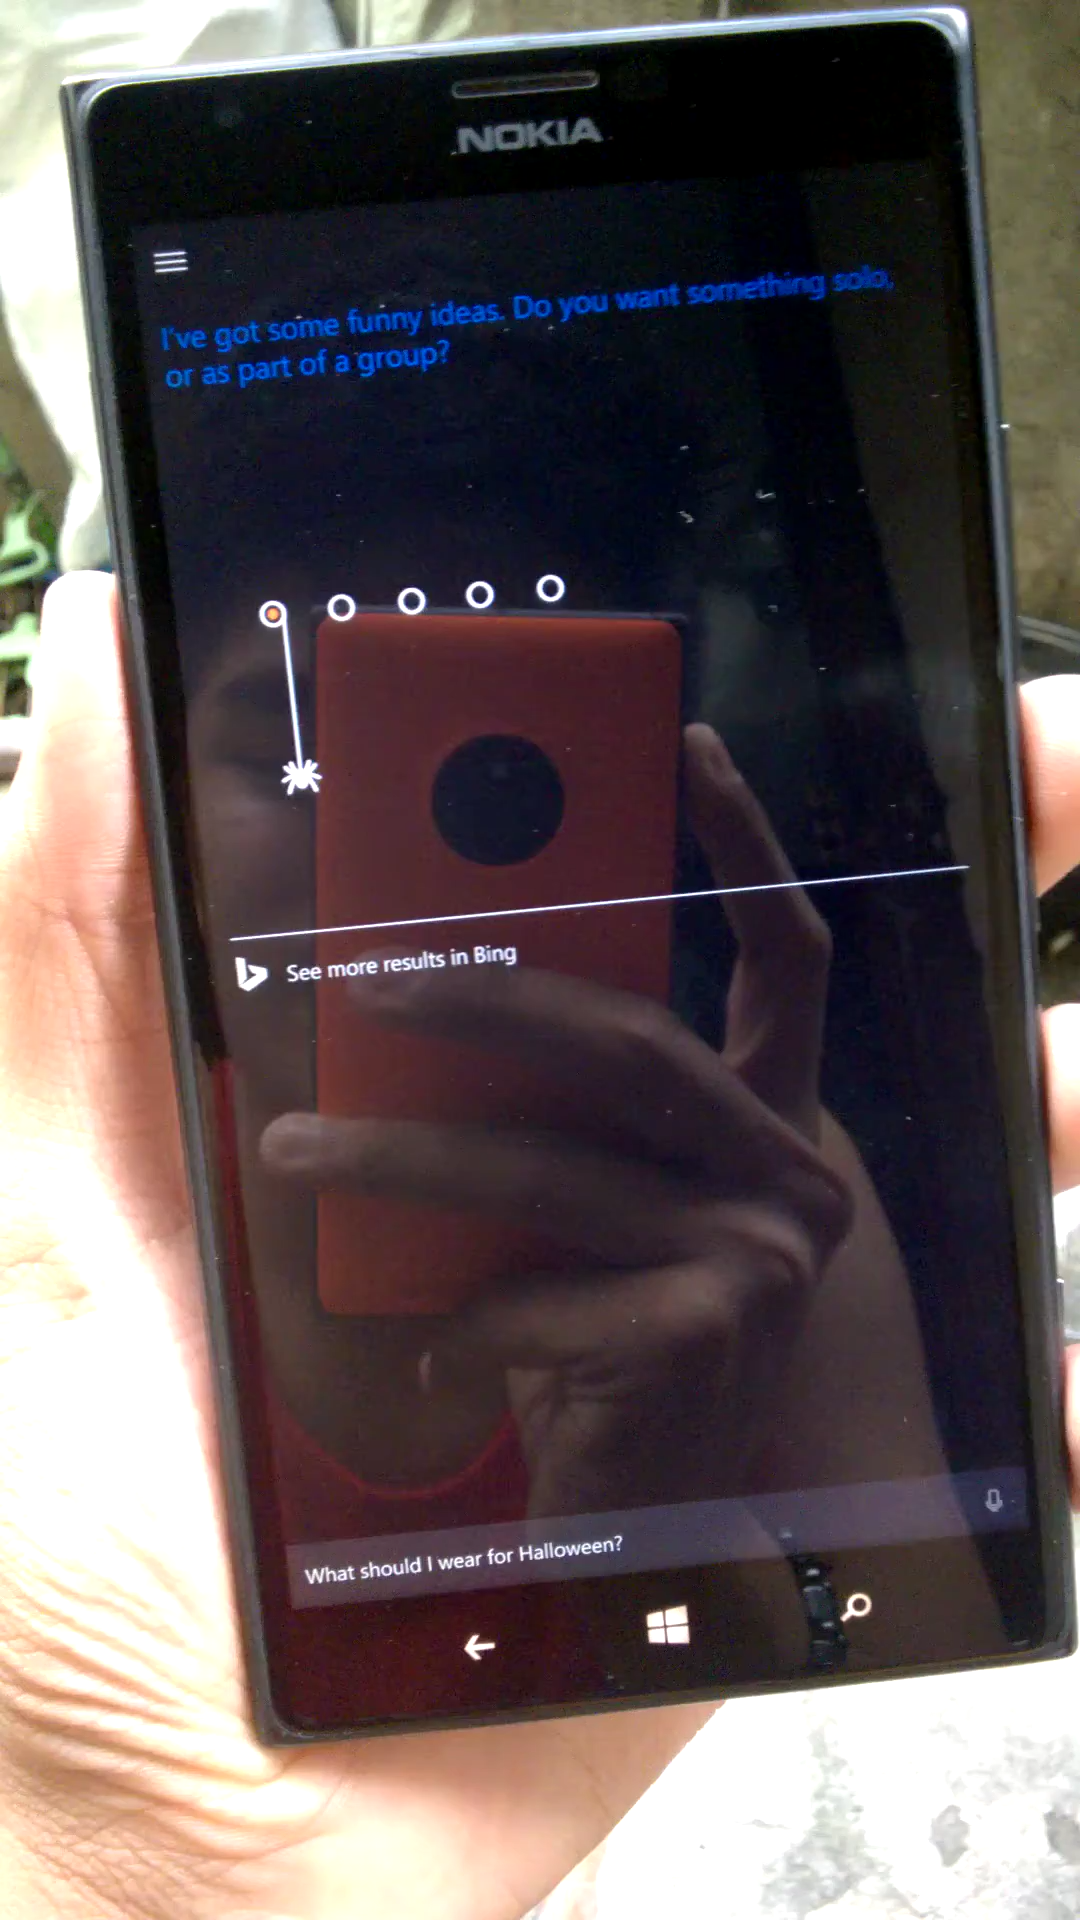 NOKIA
I've got some funny ideas. Do you want something solo,
or as part of a group?
See more results in Bing
What should I wear for Halloween?